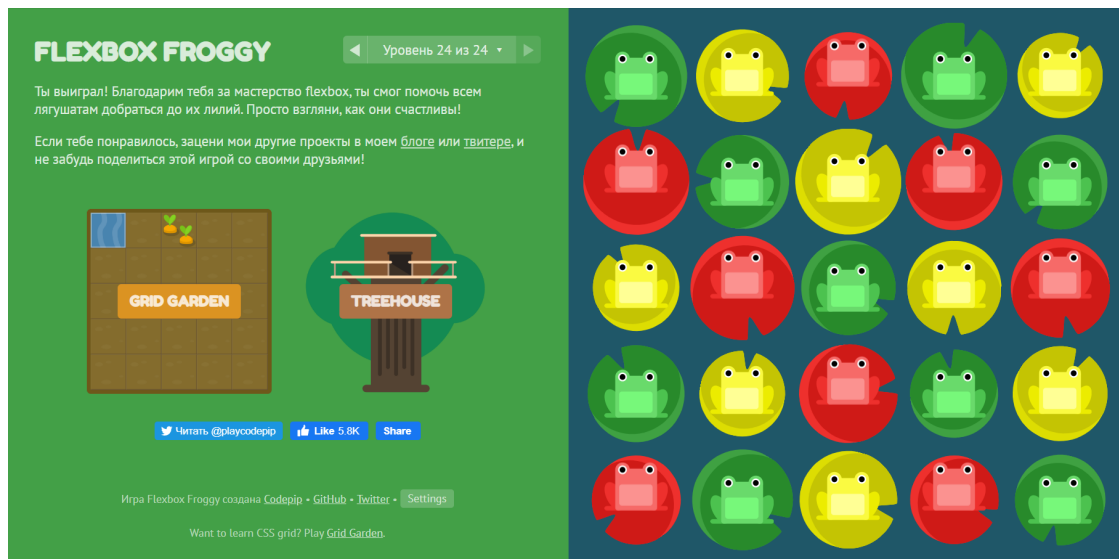 FLEXBOX FROGGY
Уровень 24 из 24
Ты выиграл! Благодарим тебя за мастерство flexbox, ты смог помочь всем
лягушатам добраться до их лилий. Просто взгляни, как они счастливы!
Если тебе понравилось, зацени мои другие проекты в моем блоге или твитере, и
не забудь поделиться этой игрой со своими друзьями!
GRID GARDEN
TREEHOUSE
Читать @playcodepip
Like 5.8K
Share
Игра Flexbox Froggy создана Codepip • GitHub • Twitter • Settings
Want to learn CSS grid? Play Grid Garden.